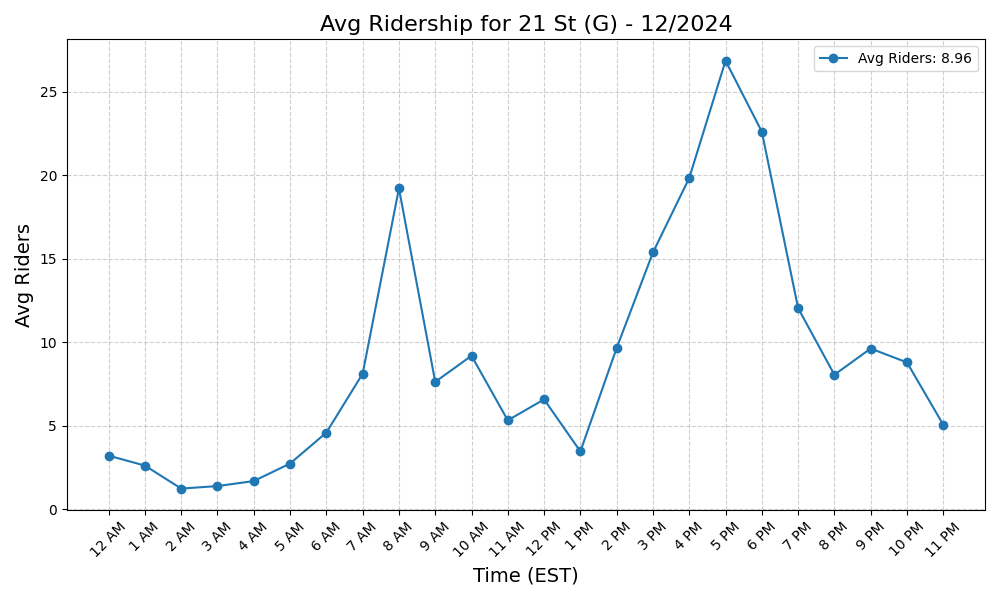 Avg Ridership for 21 St (G) - 12/2024
Avg Riders: 8.96
Avg Riders
25
20
15
10
5
0
12 AM
1 AM
2 AM
3 AM
4 AM
5 AM
6 AM
7 AM
8 AM
9 AM
10 AM
11 AM
12 PM
1 PM
2 PM
3 PM
4 PM
5 PM
6 PM
7 PM
8 PM
9 PM
10 PM
11 PM
Time (EST)